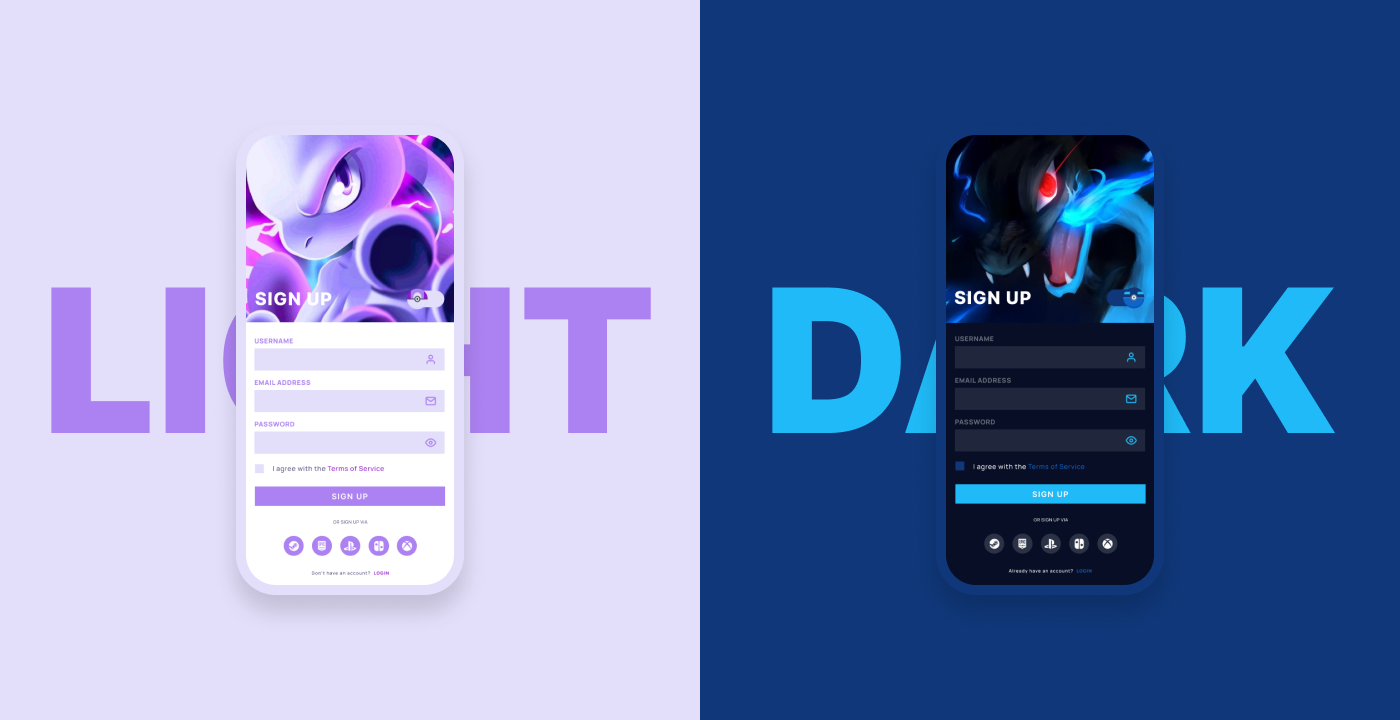 LIGHT
SIGN UP
USERNAME
EMAIL ADDRESS
PASSWORD
I agree with the Terms of Service
SIGN UP
OR SIGN UP VIA
Don't have an account? LOGIN
DARK
SIGN UP
USERNAME
EMAIL ADDRESS
PASSWORD
I agree with the Terms of Service
SIGN UP
OR SIGN UP VIA
Already have an account? LOGIN